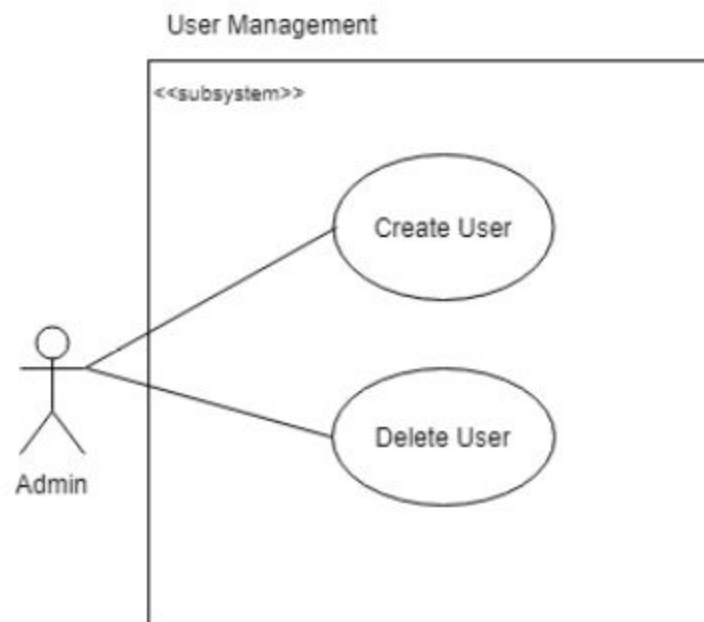 User Management
<<subsystem>>
Create User
Delete User
Admin